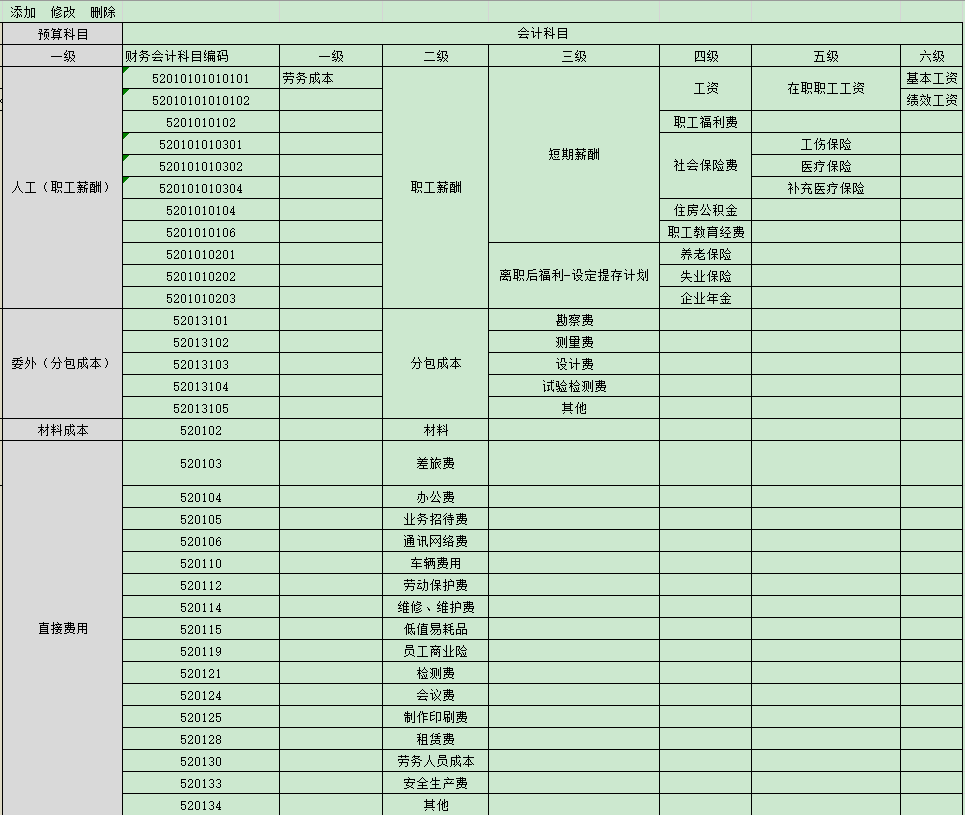 添加 修改 删除
预算科目 会计科目
一级 财务会计科目编码 一级 二级 三级 四级 五级 六级
人工（职工薪酬） 52010101010101 劳务成本 职工薪酬 短期薪酬 工资 在职职工工资 基本工资
52010101010102 绩效工资
5201010102 职工福利费
520101010301 社会保险费 工伤保险
520101010302 医疗保险
520101010304 补充医疗保险
5201010104 住房公积金
5201010106 职工教育经费
5201010201 离职后福利-设定提存计划 养老保险
5201010202 失业保险
5201010203 企业年金
委外（分包成本） 52013101 分包成本 勘察费
52013102 测量费
52013103 设计费
52013104 试验检测费
52013105 其他
材料成本 520102 材料
直接费用 520103 差旅费
520104 办公费
520105 业务招待费
520106 通讯网络费
520110 车辆费用
520112 劳动保护费
520114 维修、维护费
520115 低值易耗品
520119 员工商业险
520121 检测费
520124 会议费
520125 制作印刷费
520128 租赁费
520130 劳务人员成本
520133 安全生产费
520134 其他